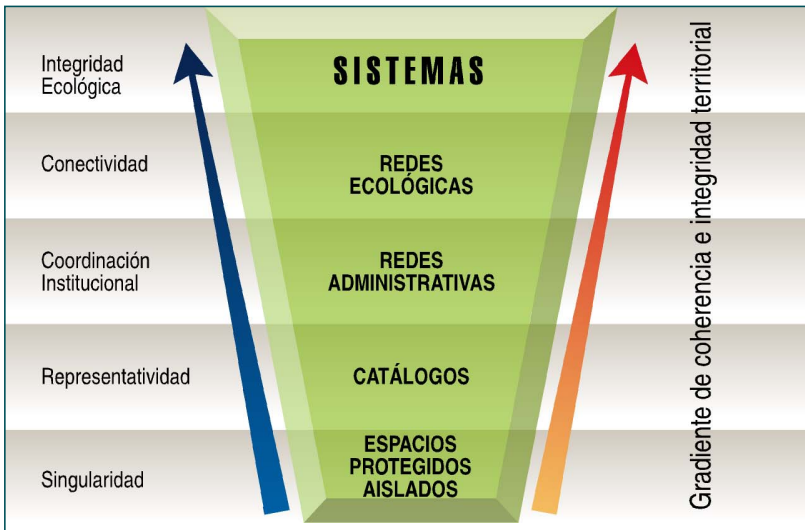 Integridad
Ecológica
SISTEMAS
Conectividad
REDES
ECOLÓGICAS
Coordinación
Institucional
REDES
ADMINISTRATIVAS
Representatividad
CATÁLOGOS
Singularidad
ESPACIOS
PROTEGIDOS
AISLADOS
Gradiente de coherencia e integridad territorial